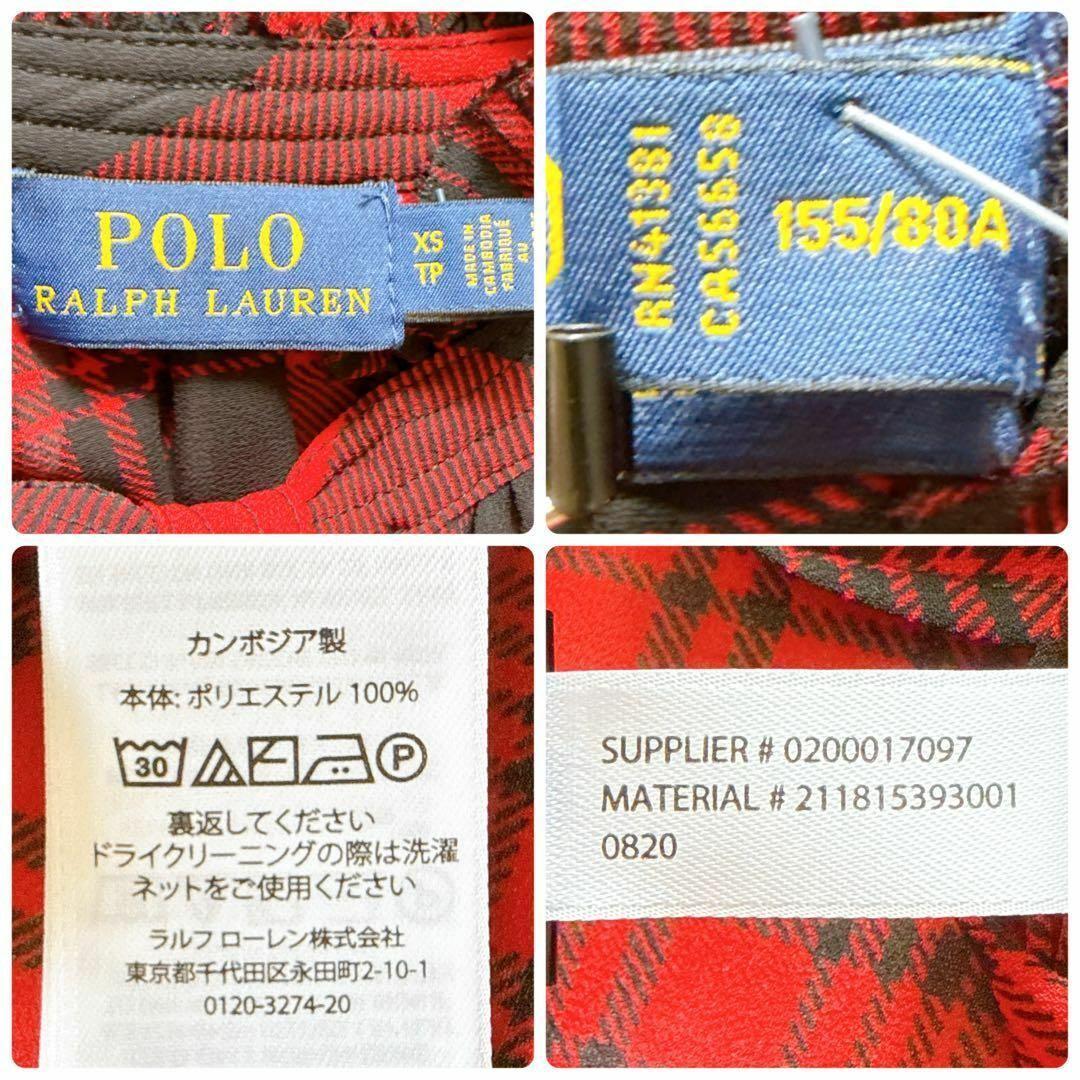 POLO
RALPH LAUREN
XS
TP
MADE IN
CAMBODIA
FABRIQUÉ
AU
RN41381
CA56658
155/80A
カンボジア製
本体: ポリエステル 100%
30 P
裏返してください
ドライクリーニングの際は洗濯
ネットをご使用ください
ラルフ ローレン株式会社
東京都千代田区永田町2-10-1
0120-3274-20
SUPPLIER # 0200017097
MATERIAL # 211815393001
0820